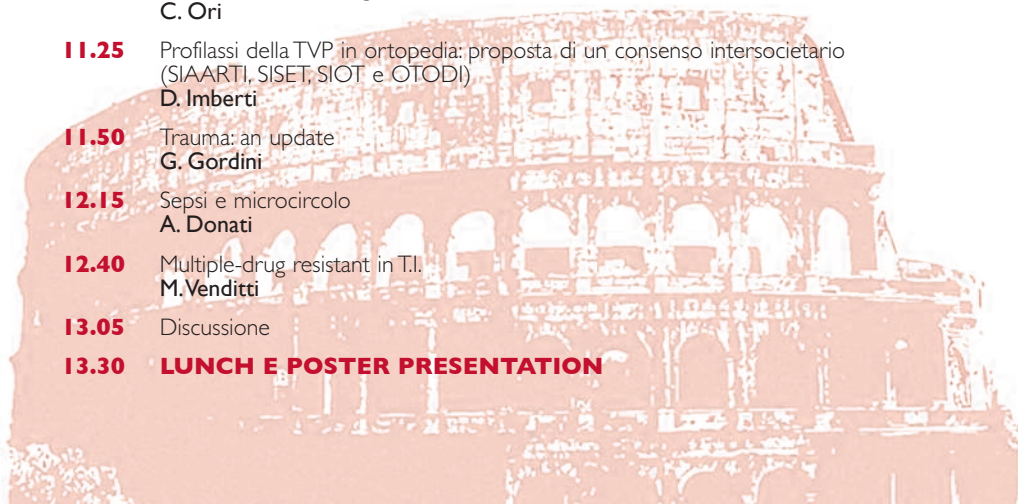 C. Ori
11.25 Profilassi della TVP in ortopedia: proposta di un consenso intersocietario
(SIAARTI, SISET, SIOT e OTODI)
D. Imberti
11.50 Trauma: an update
G. Gordini
12.15 Sepsi e microcircolo
A. Donati
12.40 Multiple-drug resistant in T.I.
M. Venditti
13.05 Discussione
13.30 LUNCH E POSTER PRESENTATION